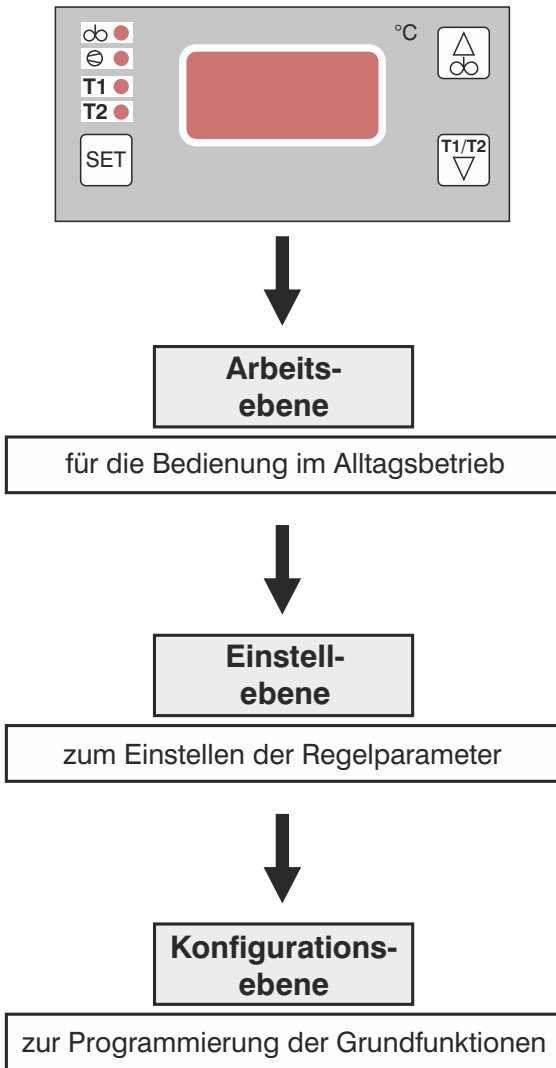 °C
T1
T2
SET
T1/T2
Arbeits-
ebene
für die Bedienung im Alltagsbetrieb
Einstell-
ebene
zum Einstellen der Regelparameter
Konfigurations-
ebene
zur Programmierung der Grundfunktionen